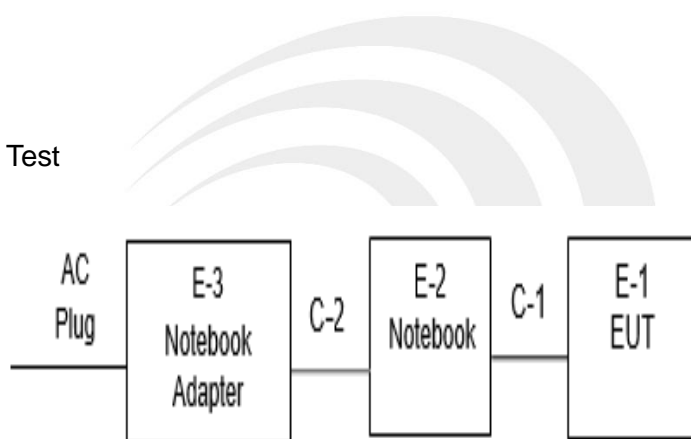 Test
AC
Plug
E-3
Notebook
Adapter
C-2
E-2
Notebook
C-1
E-1
EUT